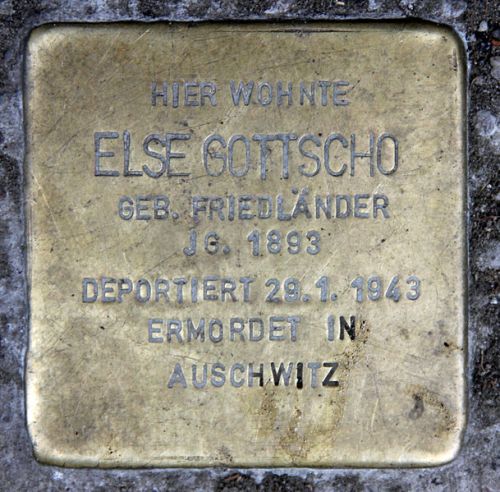 HIER WOHNTE
ELSE GOTTSCHO
GEB. FRIEDLÄNDER
JG. 1893
DEPORTIERT 29.1.1943
ERMORDET IN
AUSCHWITZ